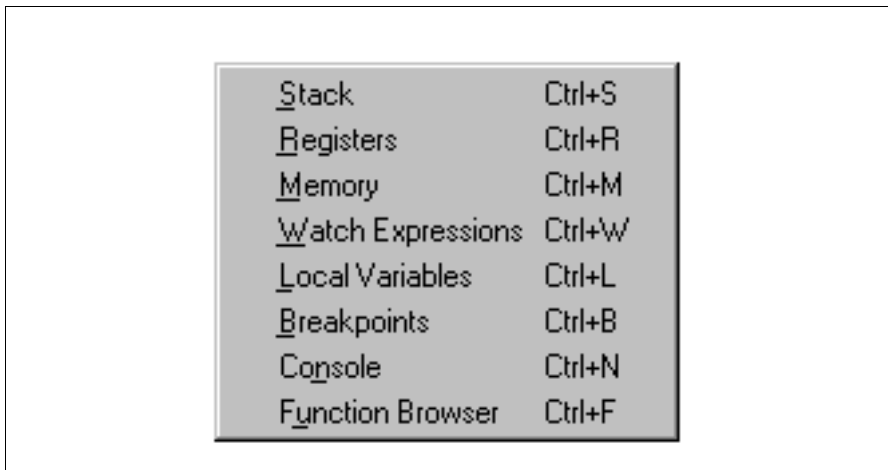 Stack Ctrl+S
Registers Ctrl+R
Memory Ctrl+M
Watch Expressions Ctrl+W
Local Variables Ctrl+L
Breakpoints Ctrl+B
Console Ctrl+N
Function Browser Ctrl+F